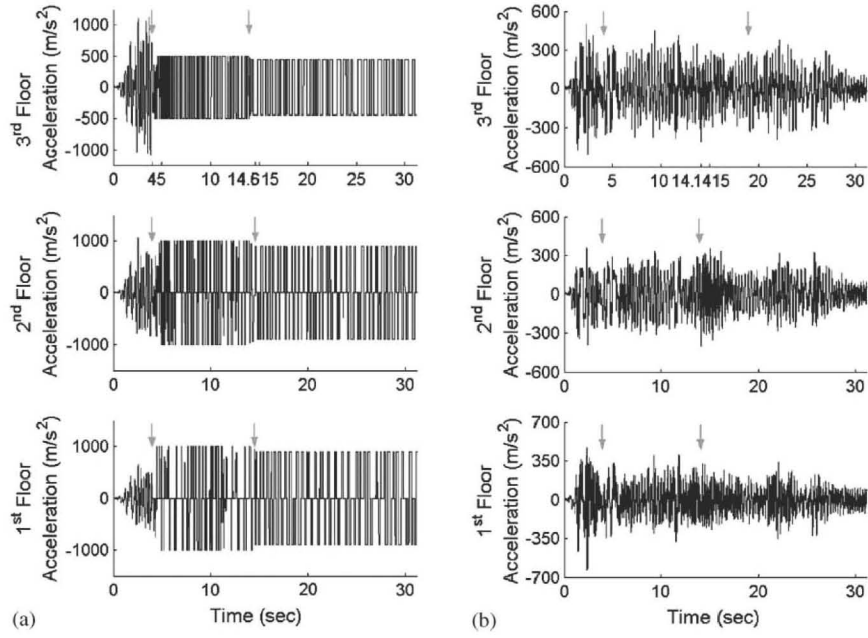 3rd Floor
Acceleration (m/s2)
1000
500
0
-500
-1000
0 45 10 14.615 20 25 30
2nd Floor
Acceleration (m/s2)
1000
0
-1000
0 10 20 30
1st Floor
Acceleration (m/s2)
1000
0
-1000
0 10 20 30
(a) Time (sec)
3rd Floor
Acceleration (m/s2)
600
300
0
-300
-600
0 5 10 14.1415 20 25 30
2nd Floor
Acceleration (m/s2)
600
300
0
-300
-600
0 10 20 30
1st Floor
Acceleration (m/s2)
700
350
0
-350
-700
0 10 20 30
(b) Time (sec)